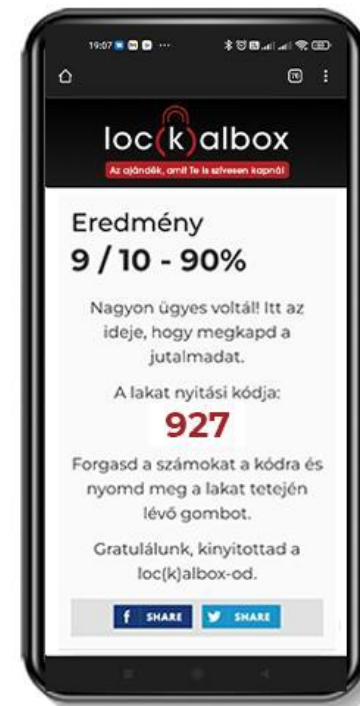 19:07
76
loc(k)albox
Az ajándék, amit Te is szívesen kapnál
Eredmény
9 / 10 - 90%
Nagyon ügyes voltál! Itt az
ideje, hogy megkapd a
jutalmadat.
A lakat nyitási kódja:
927
Forgasd a számokat a kódra és
nyomd meg a lakat tetején
lévő gombot.
Gratulálunk, kinyitottad a
loc(k)albox-od.
f SHARE SHARE